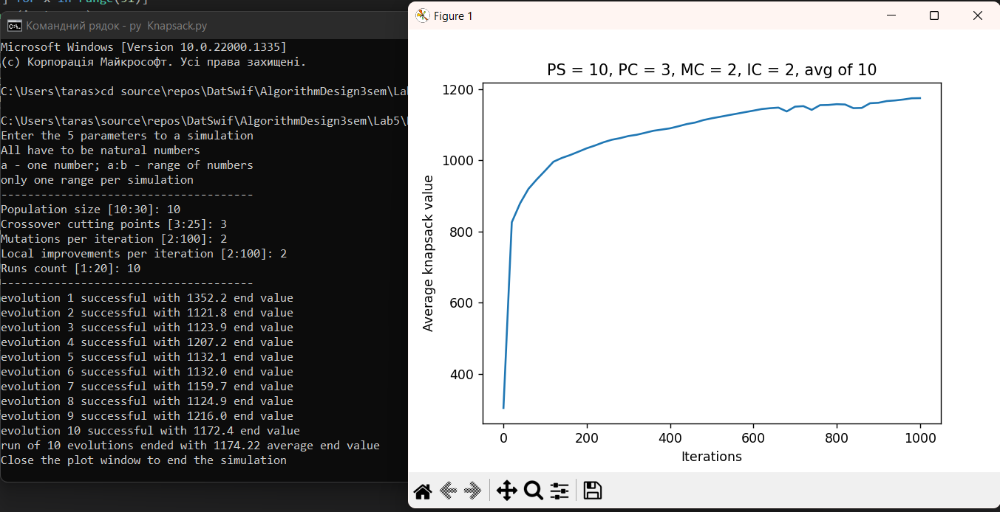 ] for x in range(51)]
Командний рядок - py Knapsack.py
Microsoft Windows [Version 10.0.22000.1335]
(c) Корпорація Майкрософт. Усі права захищені.
C:\Users\taras>cd source\repos\DatSwif\AlgorithmDesign3sem\La
C:\Users\taras\source\repos\DatSwif\AlgorithmDesign3sem\Lab5\
Enter the 5 parameters to a simulation
All have to be natural numbers
a - one number; a:b - range of numbers
only one range per simulation
--------------------------------------
Population size [10:30]: 10
Crossover cutting points [3:25]: 3
Mutations per iteration [2:100]: 2
Local improvements per iteration [2:100]: 2
Runs count [1:20]: 10
--------------------------------------
evolution 1 successful with 1352.2 end value
evolution 2 successful with 1121.8 end value
evolution 3 successful with 1123.9 end value
evolution 4 successful with 1207.2 end value
evolution 5 successful with 1132.1 end value
evolution 6 successful with 1132.0 end value
evolution 7 successful with 1159.7 end value
evolution 8 successful with 1124.9 end value
evolution 9 successful with 1216.0 end value
evolution 10 successful with 1172.4 end value
run of 10 evolutions ended with 1174.22 average end value
Close the plot window to end the simulation
Figure 1
PS = 10, PC = 3, MC = 2, IC = 2, avg of 10
1200
1000
800
600
400
Average knapsack value
0 200 400 600 800 1000
Iterations